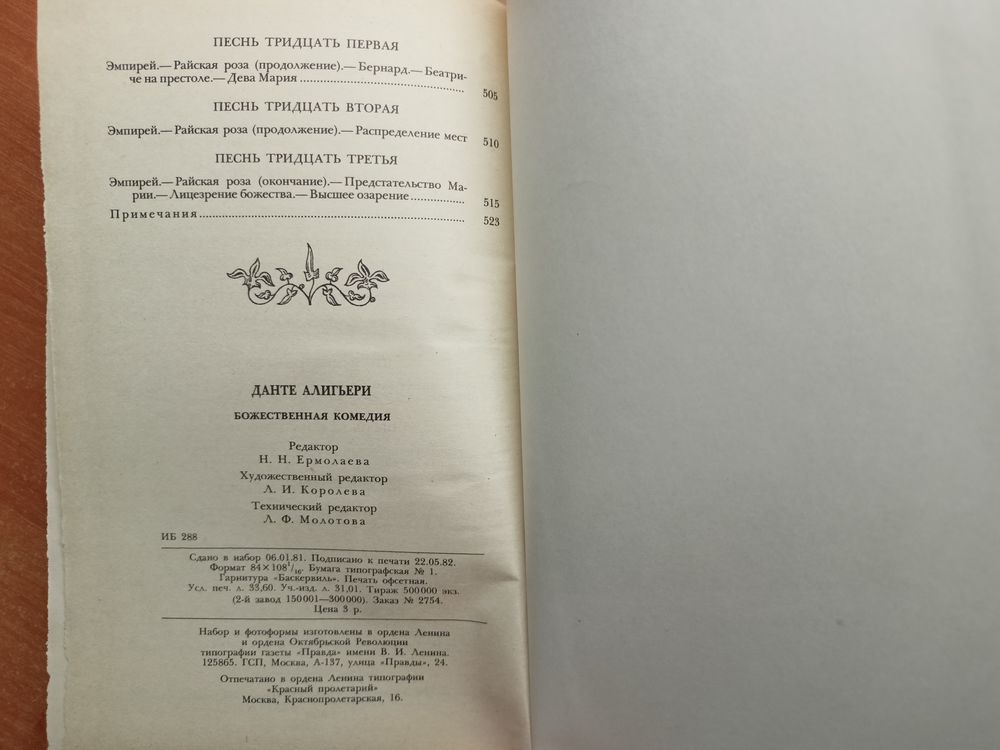 ПЕСНЬ ТРИДЦАТЬ ПЕРВАЯ
Эмпирей.— Райская роза (продолжение).— Бернард.— Беатри-
че на престоле.— Дева Мария ........ 505
ПЕСНЬ ТРИДЦАТЬ ВТОРАЯ
Эмпирей.— Райская роза (продолжение).— Распределение мест 510
ПЕСНЬ ТРИДЦАТЬ ТРЕТЬЯ
Эмпирей.— Райская роза (окончание).— Предстательство Ма-
рии.— Лицезрение божества.— Высшее озарение ........ 515
Примечания ........ 523
ДАНТЕ АЛИГЬЕРИ
БОЖЕСТВЕННАЯ КОМЕДИЯ
Редактор
Н. Н. Ермолаева
Художественный редактор
Л. И. Королева
Технический редактор
Л. Ф. Молотова
ИБ 288
Сдано в набор 06.01.81. Подписано к печати 22.05.82.
Формат 84×108¹/₁₆. Бумага типографская № 1.
Гарнитура «Баскервиль». Печать офсетная.
Усл. печ. л. 33,60. Уч.-изд. л. 31,01. Тираж 500 000 экз.
(2-й завод 150 001—300 000). Заказ № 2754.
Цена 3 р.
Набор и фотоформы изготовлены в ордена Ленина
и ордена Октябрьской Революции
типографии газеты «Правда» имени В. И. Ленина.
125865. ГСП, Москва, А-137, улица «Правды», 24.
Отпечатано в ордена Ленина типографии
«Красный пролетарий»
Москва, Краснопролетарская, 16.